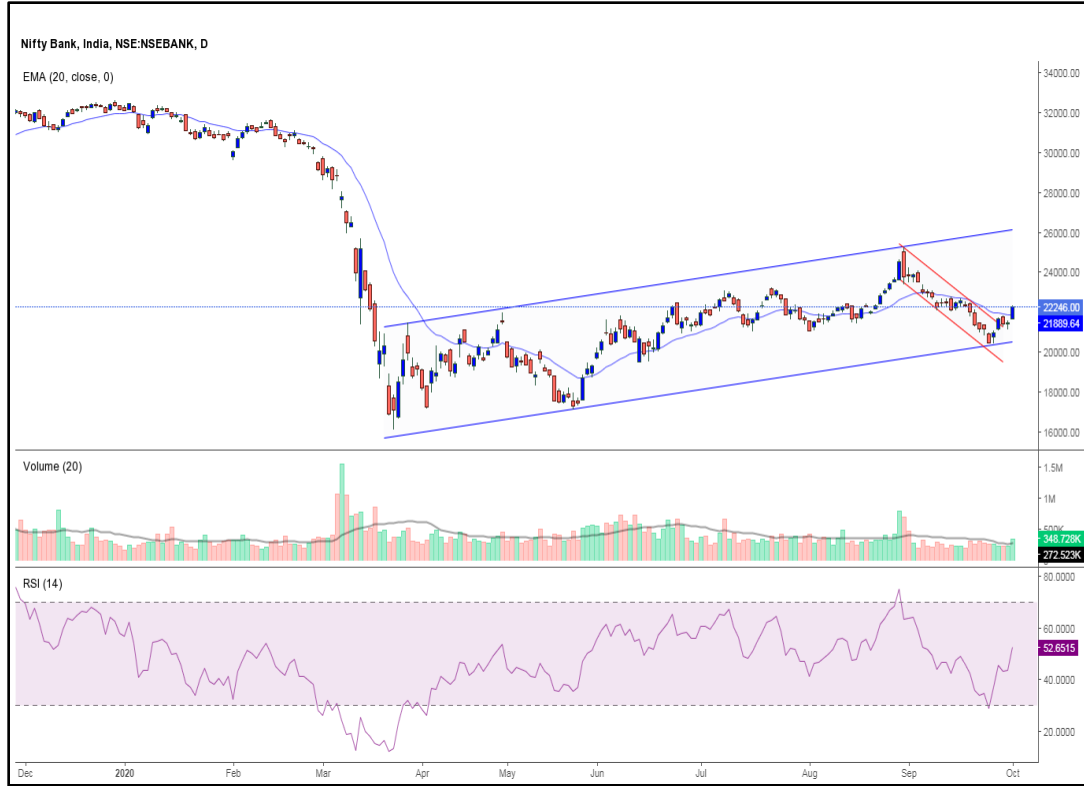 Nifty Bank, India, NSE:NSEBANK, D
EMA (20, close, 0)
34000.00
32000.00
30000.00
28000.00
26000.00
24000.00
22246.00
21889.64
20000.00
18000.00
16000.00
Volume (20)
1.5M
1M
500K
348.728K
272.523K
0
RSI (14)
80.0000
60.0000
52.6515
40.0000
20.0000
Dec 2020 Feb Mar Apr May Jun Jul Aug Sep Oct